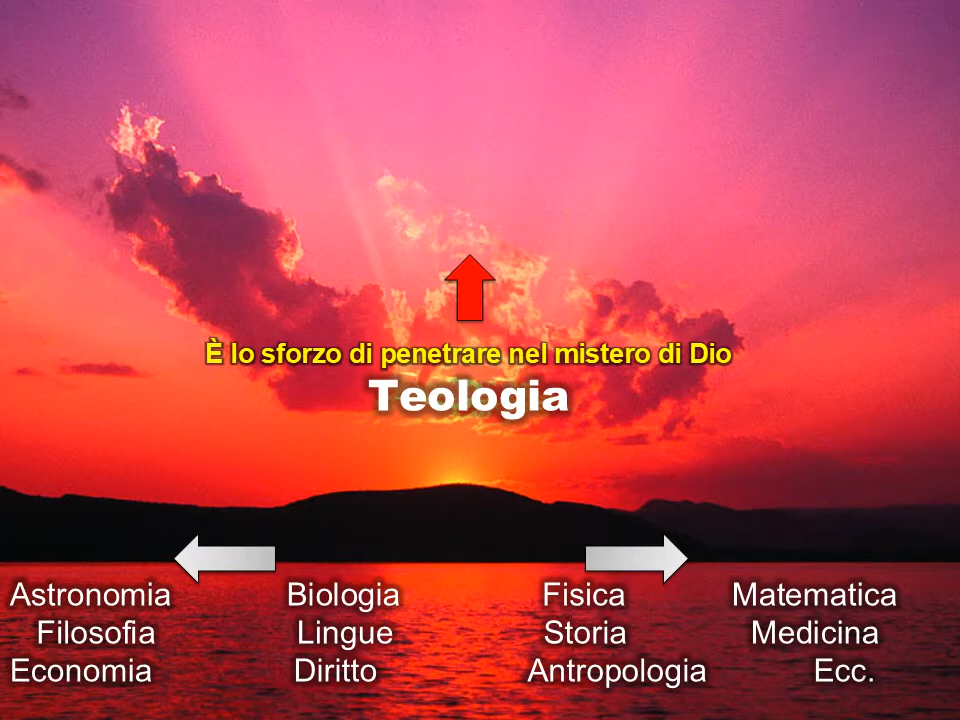 È lo sforzo di penetrare nel mistero di Dio
Teologia
Astronomia Biologia Fisica Matematica
Filosofia Lingue Storia Medicina
Economia Diritto Antropologia Ecc.